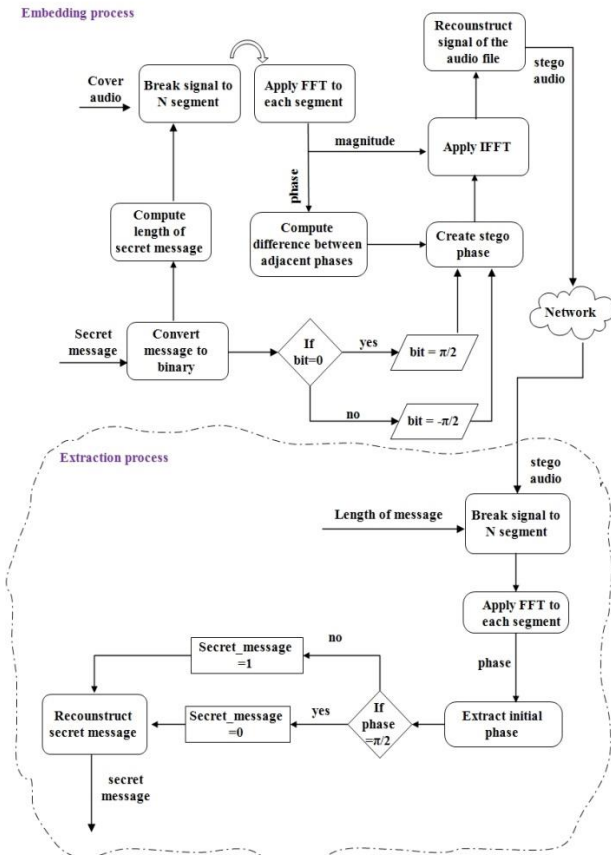 Embedding process
Cover
audio
Break signal to
N segment
Apply FFT to
each segment
Recounstruct
signal of the
audio file
stego
audio
magnitude
Apply IFFT
phase
Compute
length of
secret message
Compute
difference between
adjacent phases
Create stego
phase
Network
Secret
message
Convert
message to
binary
If
bit=0
yes
bit = π/2
no
bit = -π/2
Extraction process
stego
audio
Length of message
Break signal to
N segment
Apply FFT to
each segment
phase
no
Secret_message
=1
Recounstruct
secret message
Secret_message
=0
yes
If
phase
=π/2
Extract initial
phase
secret
message